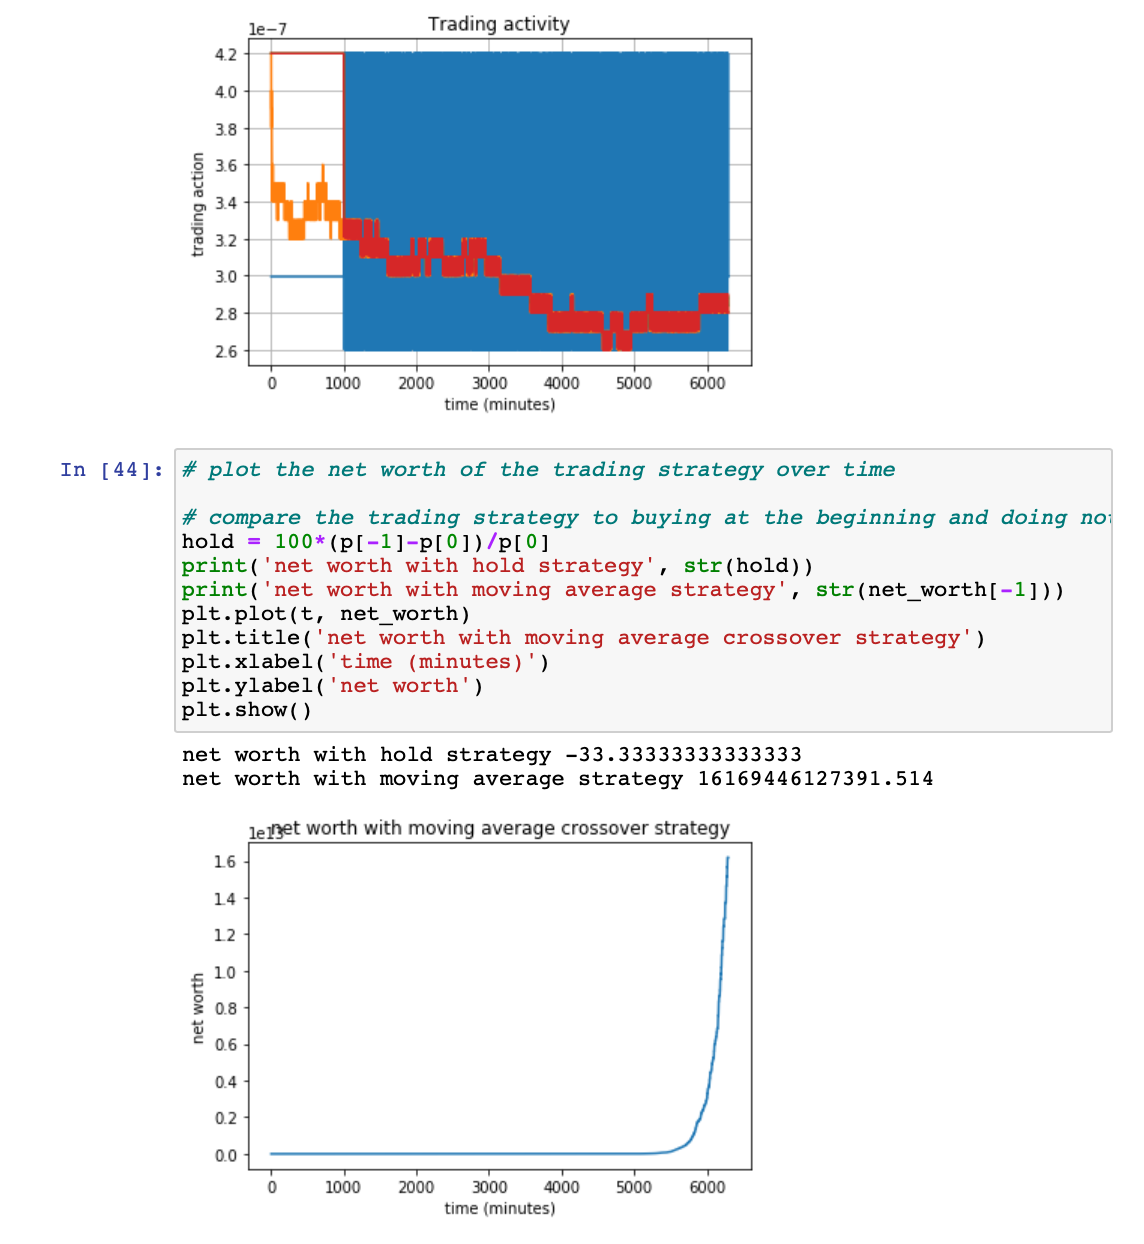 Trading activity
1e−7
4.2
4.0
3.8
3.6
3.4
3.2
3.0
2.8
2.6
trading action
0 1000 2000 3000 4000 5000 6000
time (minutes)
In [44]: # plot the net worth of the trading strategy over time
# compare the trading strategy to buying at the beginning and doing
hold = 100*(p[-1]-p[0])/p[0]
print('net worth with hold strategy', str(hold))
print('net worth with moving average strategy', str(net_worth[-1]))
plt.plot(t, net_worth)
plt.title('net worth with moving average crossover strategy')
plt.xlabel('time (minutes)')
plt.ylabel('net worth')
plt.show()
net worth with hold strategy -33.33333333333333
net worth with moving average strategy 16169446127391.514
1e13
net worth with moving average crossover strategy
1.6
1.4
1.2
1.0
0.8
0.6
0.4
0.2
0.0
net worth
0 1000 2000 3000 4000 5000 6000
time (minutes)